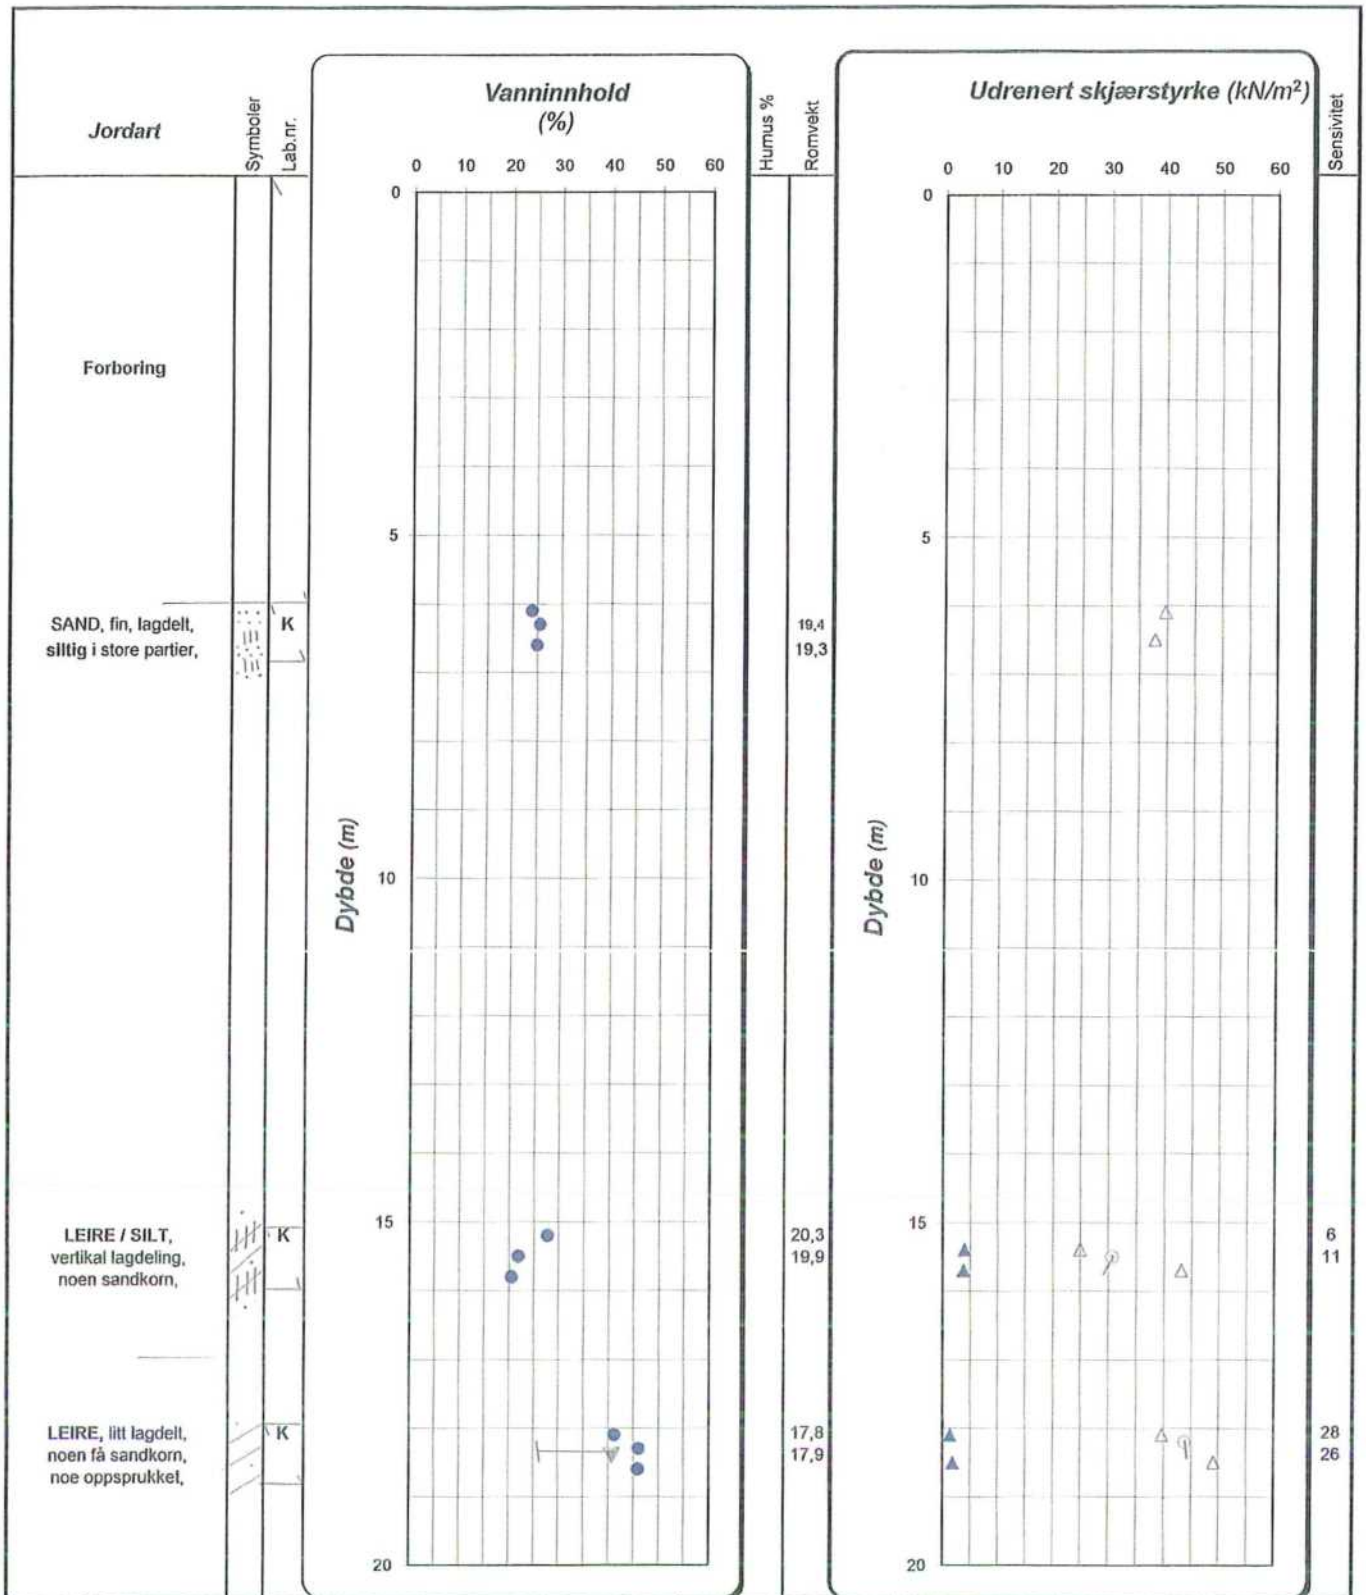 Jordart
Symboler
Lab.nr.
Vanninnhold
(%)
0 10 20 30 40 50 60
Humus %
Romvekt
Udrenert skjærstyrke (kN/m²)
0 10 20 30 40 50 60
Sensivitet
0
0
Forboring
5
5
SAND, fin, lagdelt,
siltig i store partier,
K
19,4
19,3
Dybde (m)
10
Dybde (m)
10
15
15
LEIRE / SILT,
vertikal lagdeling,
noen sandkorn,
K
20,3
19,9
6
11
LEIRE, litt lagdelt,
noen få sandkorn,
noe oppsprukket,
K
17,8
17,9
28
26
20
20